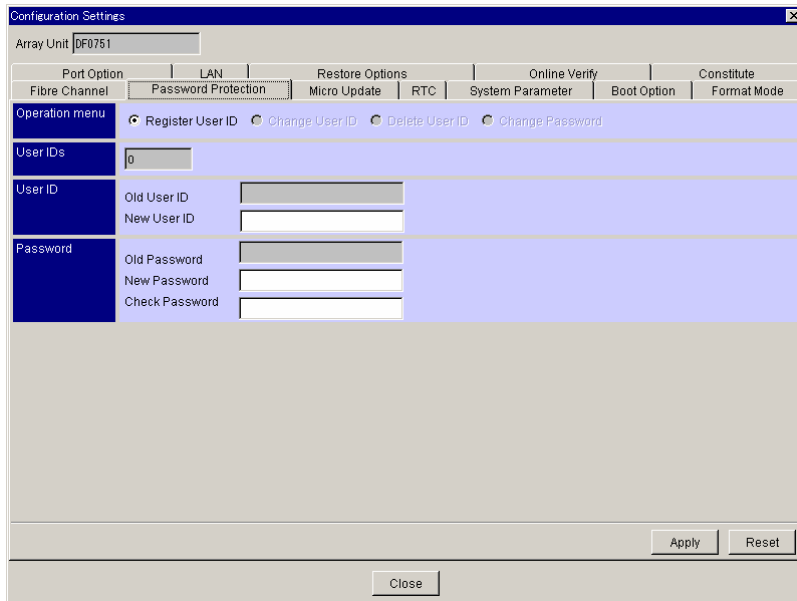 Configuration Settings
Array Unit DF0751
Port Option LAN Restore Options Online Verify Constitute
Fibre Channel Password Protection Micro Update RTC System Parameter Boot Option Format Mode
Operation menu Register User ID Change User ID Delete User ID Change Password
User IDs 0
User ID Old User ID
New User ID
Password Old Password
New Password
Check Password
Apply Reset
Close